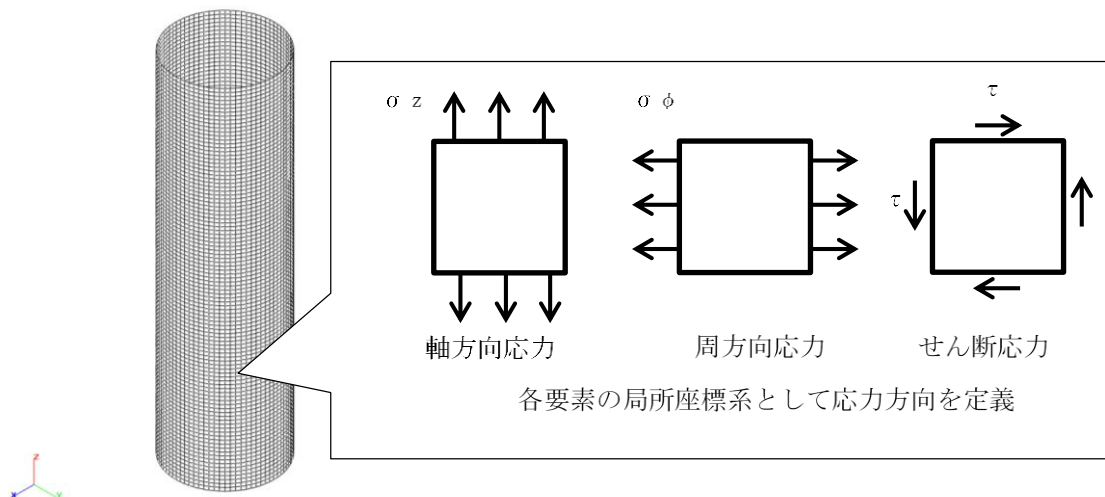 σ z
σ φ
τ
τ
軸方向応力
周方向応力
せん断応力
各要素の局所座標系として応力方向を定義
Z
X
Y